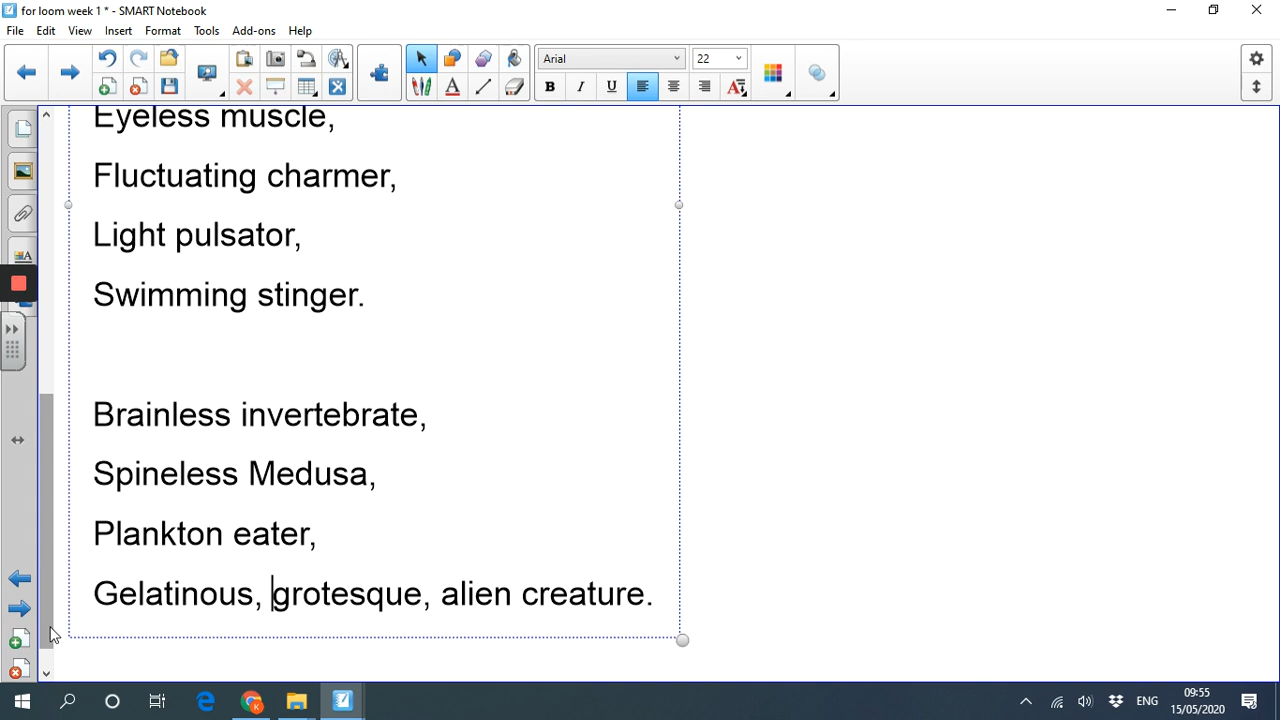 for loom week 1 * - SMART Notebook
File Edit View Insert Format Tools Add-ons Help
Arial 22
B I U
Eyeless muscle,
Fluctuating charmer,
Light pulsator,
Swimming stinger.
Brainless invertebrate,
Spineless Medusa,
Plankton eater,
Gelatinous, grotesque, alien creature.
ENG
09:55
15/05/2020